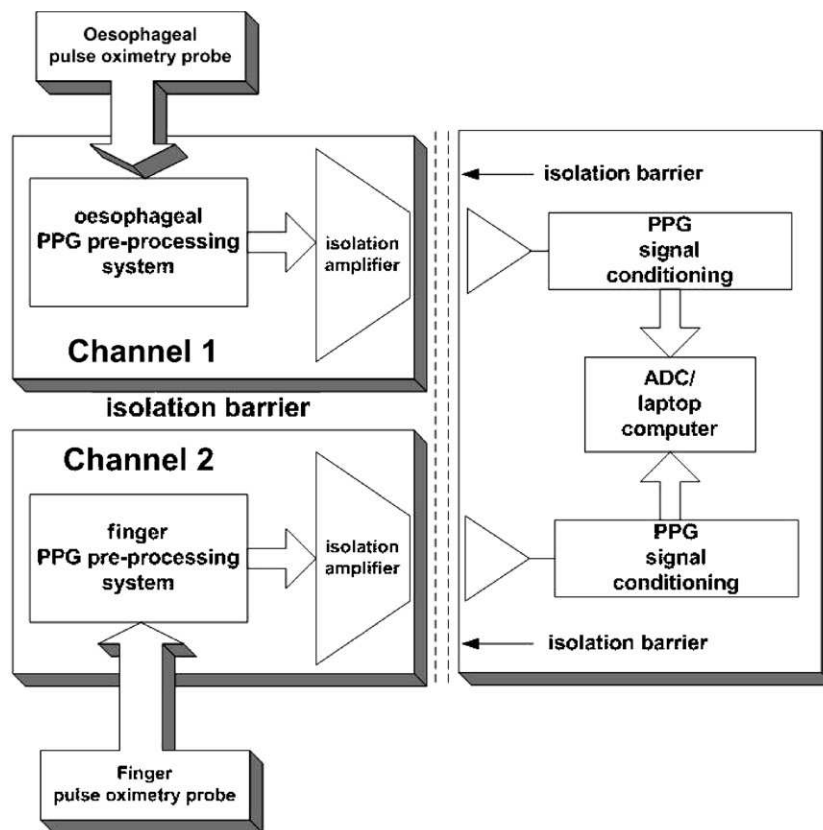 Oesophageal
pulse oximetry probe
oesophageal
PPG pre-processing
system
isolation
amplifier
Channel 1
isolation barrier
PPG
signal
conditioning
ADC/
laptop
computer
isolation barrier
Channel 2
finger
PPG pre-processing
system
isolation
amplifier
PPG
signal
conditioning
isolation barrier
Finger
pulse oximetry probe